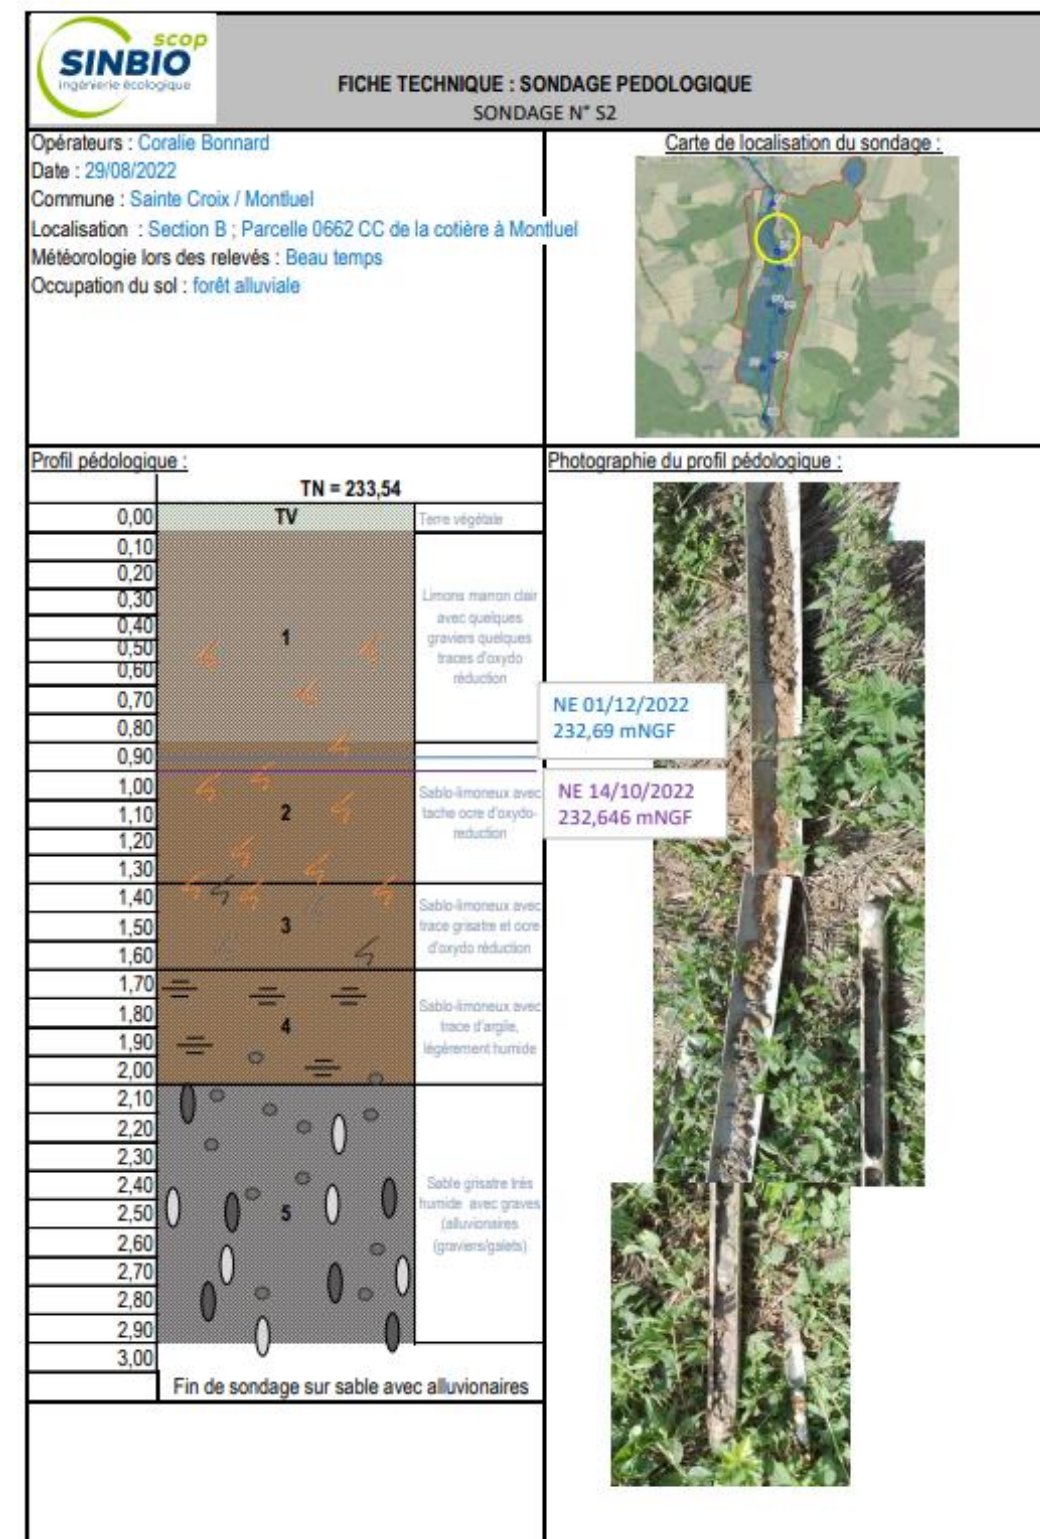 scop
SINBIO
ingénierie écologique
FICHE TECHNIQUE : SONDAGE PEDOLOGIQUE
SONDAGE N° S2
Opérateurs : Coralie Bonnard
Date : 29/08/2022
Commune : Sainte Croix / Montluel
Localisation : Section B ; Parcelle 0662 CC de la cotière à Montluel
Météorologie lors des relevés : Beau temps
Occupation du sol : forêt alluviale
Carte de localisation du sondage :
Profil pédologique :
TN = 233,54
0,00
TV
Terre végétale
0,10
0,20
0,30
0,40
0,50
0,60
0,70
0,80
1
Limons marron clair
avec quelques
graviers quelques
traces d'oxydo
réduction
0,90
1,00
1,10
1,20
1,30
2
Sablo-limoneux avec
tache ocre d'oxydo-
reduction
1,40
1,50
1,60
3
Sablo-limoneux avec
trace grisatre et ocre
d'oxydo réduction
1,70
1,80
1,90
2,00
4
Sablo-limoneux avec
trace d'argile,
légèrement humide
2,10
2,20
2,30
2,40
2,50
2,60
2,70
2,80
2,90
3,00
5
Sable grisatre très
humide avec graves
(alluvionaires
(graviers/galets)
Fin de sondage sur sable avec alluvionaires
Photographie du profil pédologique :
NE 01/12/2022
232,69 mNGF
NE 14/10/2022
232,646 mNGF